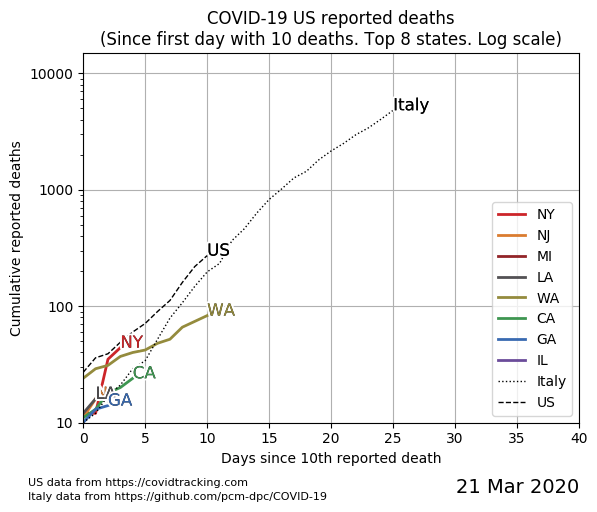 COVID-19 US reported deaths
(Since first day with 10 deaths. Top 8 states. Log scale)
Cumulative reported deaths
10000
1000
100
10
Italy
US
WA
NY
CA
LA
GA
NY
NJ
MI
LA
WA
CA
GA
IL
Italy
US
0 5 10 15 20 25 30 35 40
Days since 10th reported death
US data from https://covidtracking.com
Italy data from https://github.com/pcm-dpc/COVID-19
21 Mar 2020